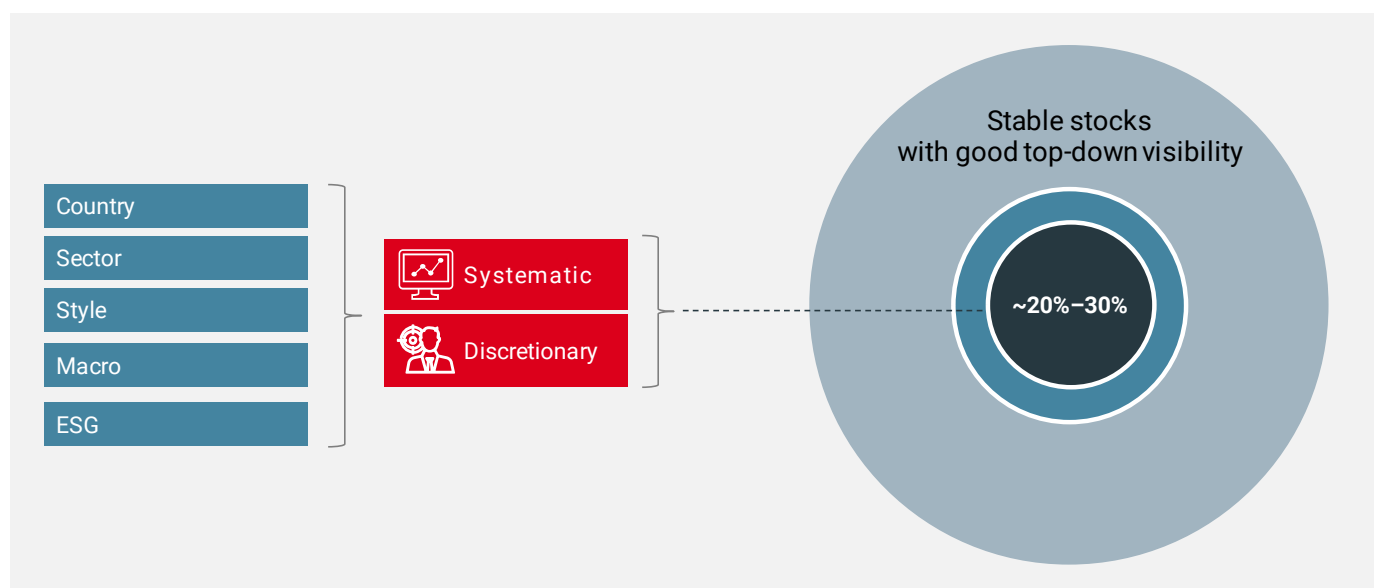 Country
Sector
Style
Macro
ESG
Systematic
Discretionary
Stable stocks
with good top-down visibility
~20%–30%